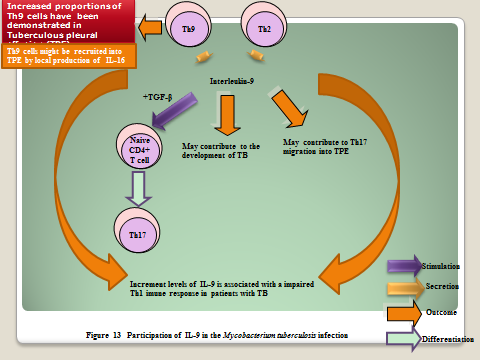 Increased proportions of
Th9 cells have been
demonstrated in
Tuberculous pleural
Th9 cells might be recruited into
TPE by local production of IL-16
Th9
Th2
Interleukin-9
+TGF-β
Naive
CD4+
T cell
May contribute to the
development of TB
May contribute to Th17
migration into TPE
Th17
Increment levels of IL-9 is associated with a impaired
Th1 imune response in patients with TB
Stimulation
Secretion
Outcome
Differentiation
Figure 13 Participation of IL-9 in the Mycobacterium tuberculosis infection